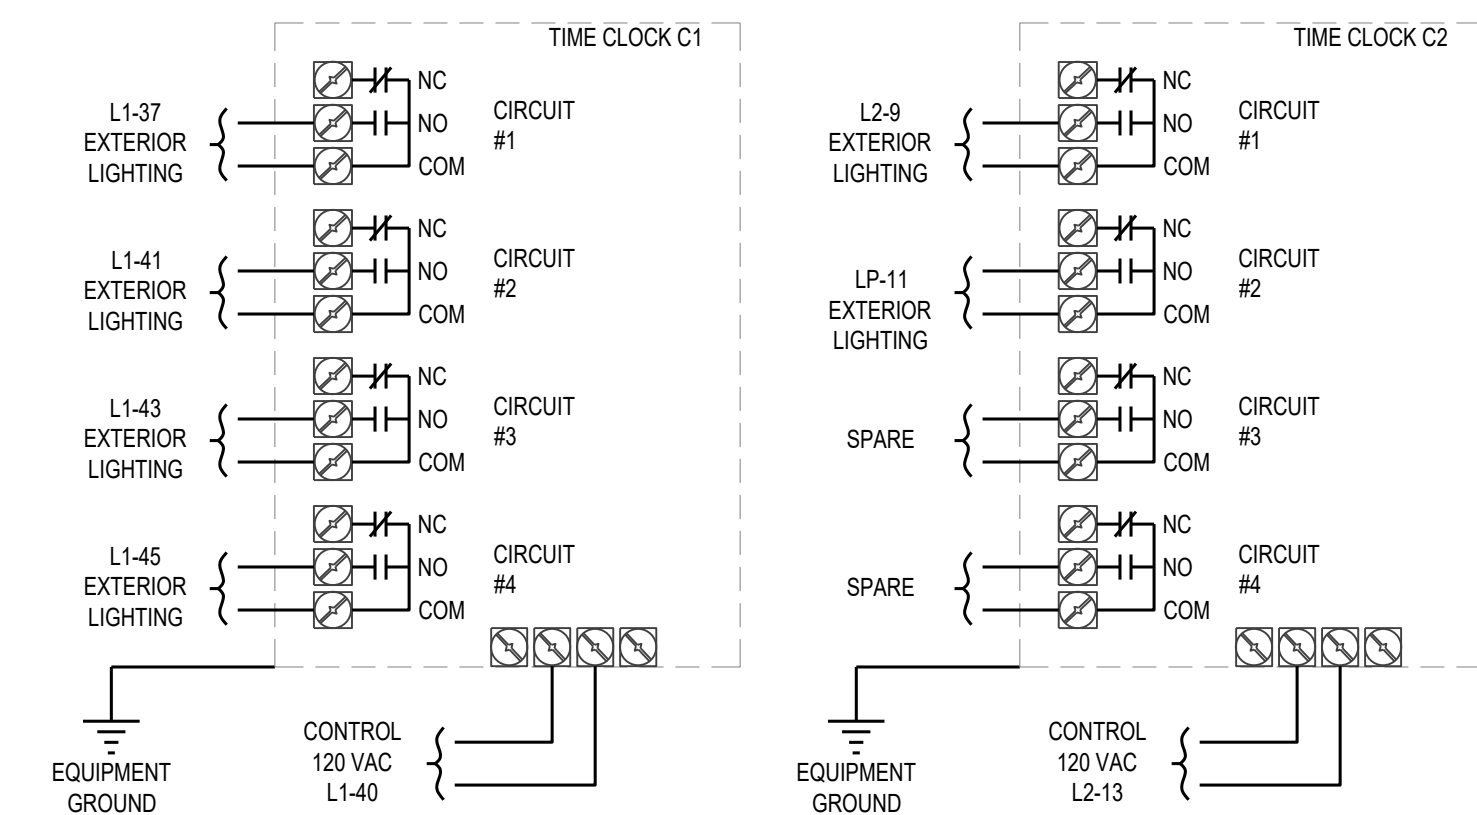 TIME CLOCK C1
L1-37
EXTERIOR
LIGHTING
NC
NO
COM
CIRCUIT
#1
L1-41
EXTERIOR
LIGHTING
NC
NO
COM
CIRCUIT
#2
L1-43
EXTERIOR
LIGHTING
NC
NO
COM
CIRCUIT
#3
L1-45
EXTERIOR
LIGHTING
NC
NO
COM
CIRCUIT
#4
EQUIPMENT
GROUND
CONTROL
120 VAC
L1-40
TIME CLOCK C2
L2-9
EXTERIOR
LIGHTING
NC
NO
COM
CIRCUIT
#1
LP-11
EXTERIOR
LIGHTING
NC
NO
COM
CIRCUIT
#2
SPARE
NC
NO
COM
CIRCUIT
#3
SPARE
NC
NO
COM
CIRCUIT
#4
EQUIPMENT
GROUND
CONTROL
120 VAC
L2-13